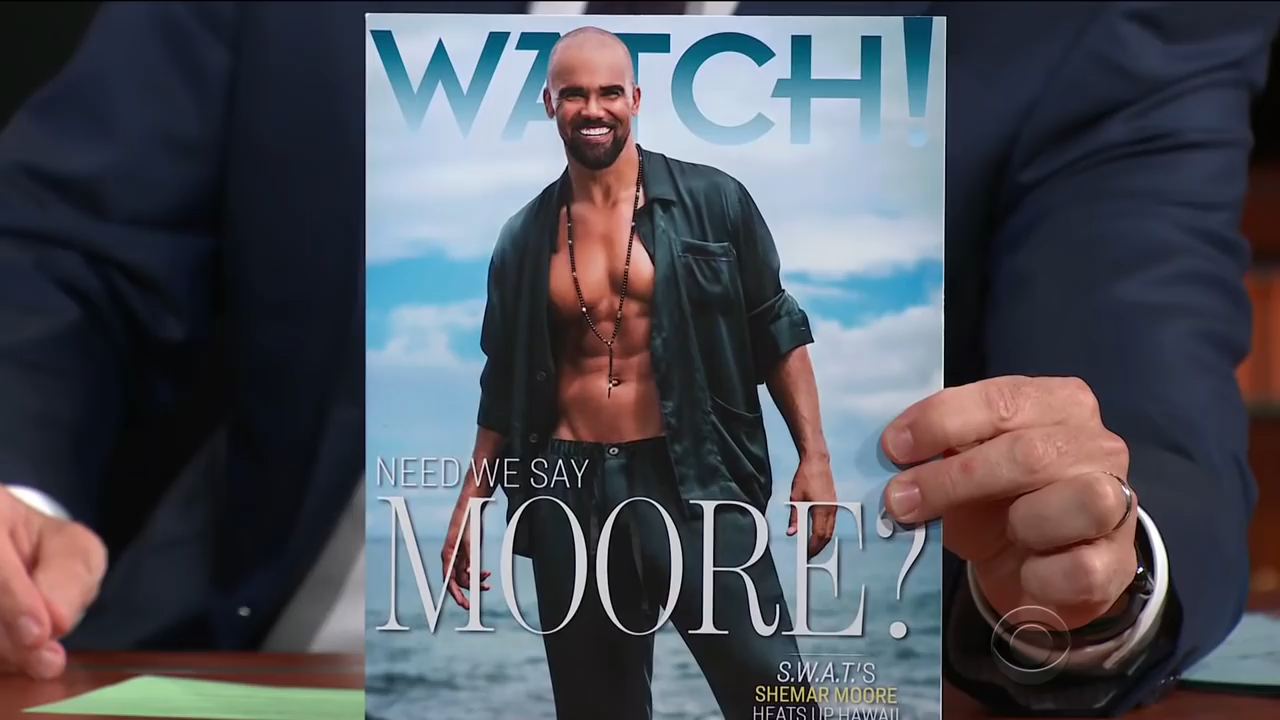 WATCH!
NEED WE SAY
MOORE?
S.W.A.T.'S
SHEMAR MOORE
HEATS UP HAWAII